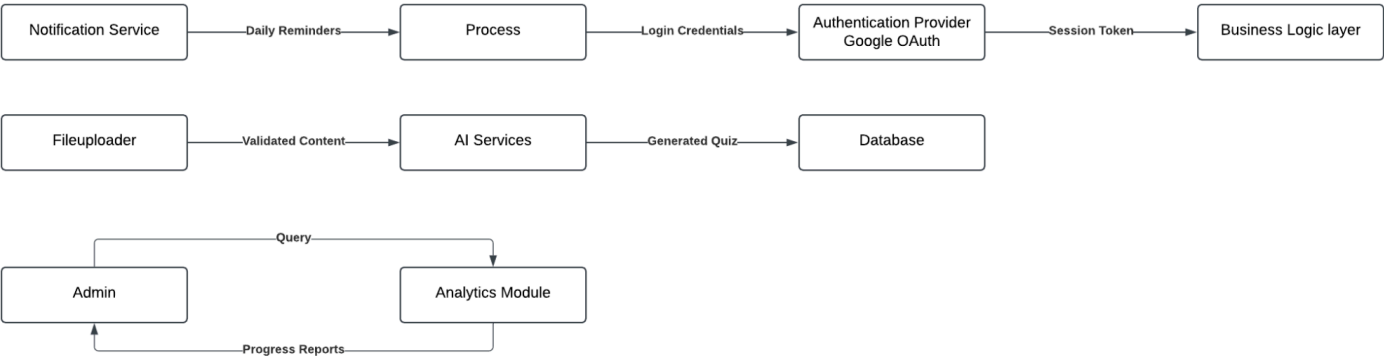 Notification Service
Daily Reminders
Process
Login Credentials
Authentication Provider
Google OAuth
Session Token
Business Logic layer
Fileuploader
Validated Content
AI Services
Generated Quiz
Database
Query
Admin
Analytics Module
Progress Reports